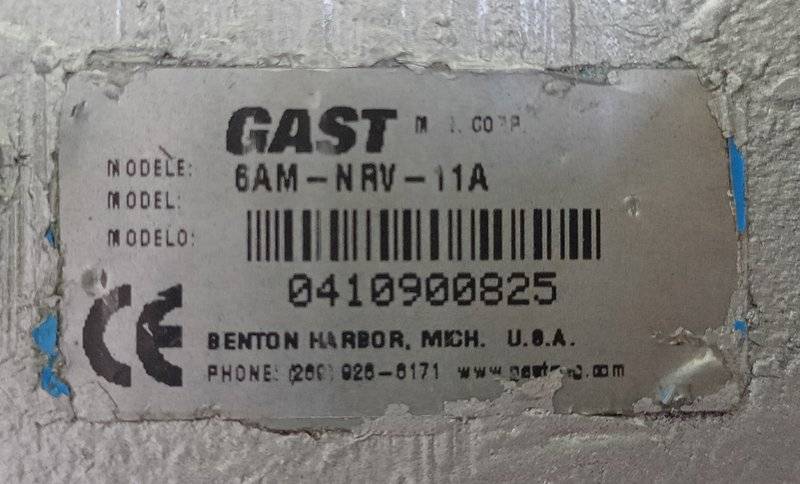 GAST
MODELE: 6AM-NRV-11A
MODEL:
MODELO:
0410900825
CE
BENTON HARBOR, MICH. U.S.A.
PHONE: